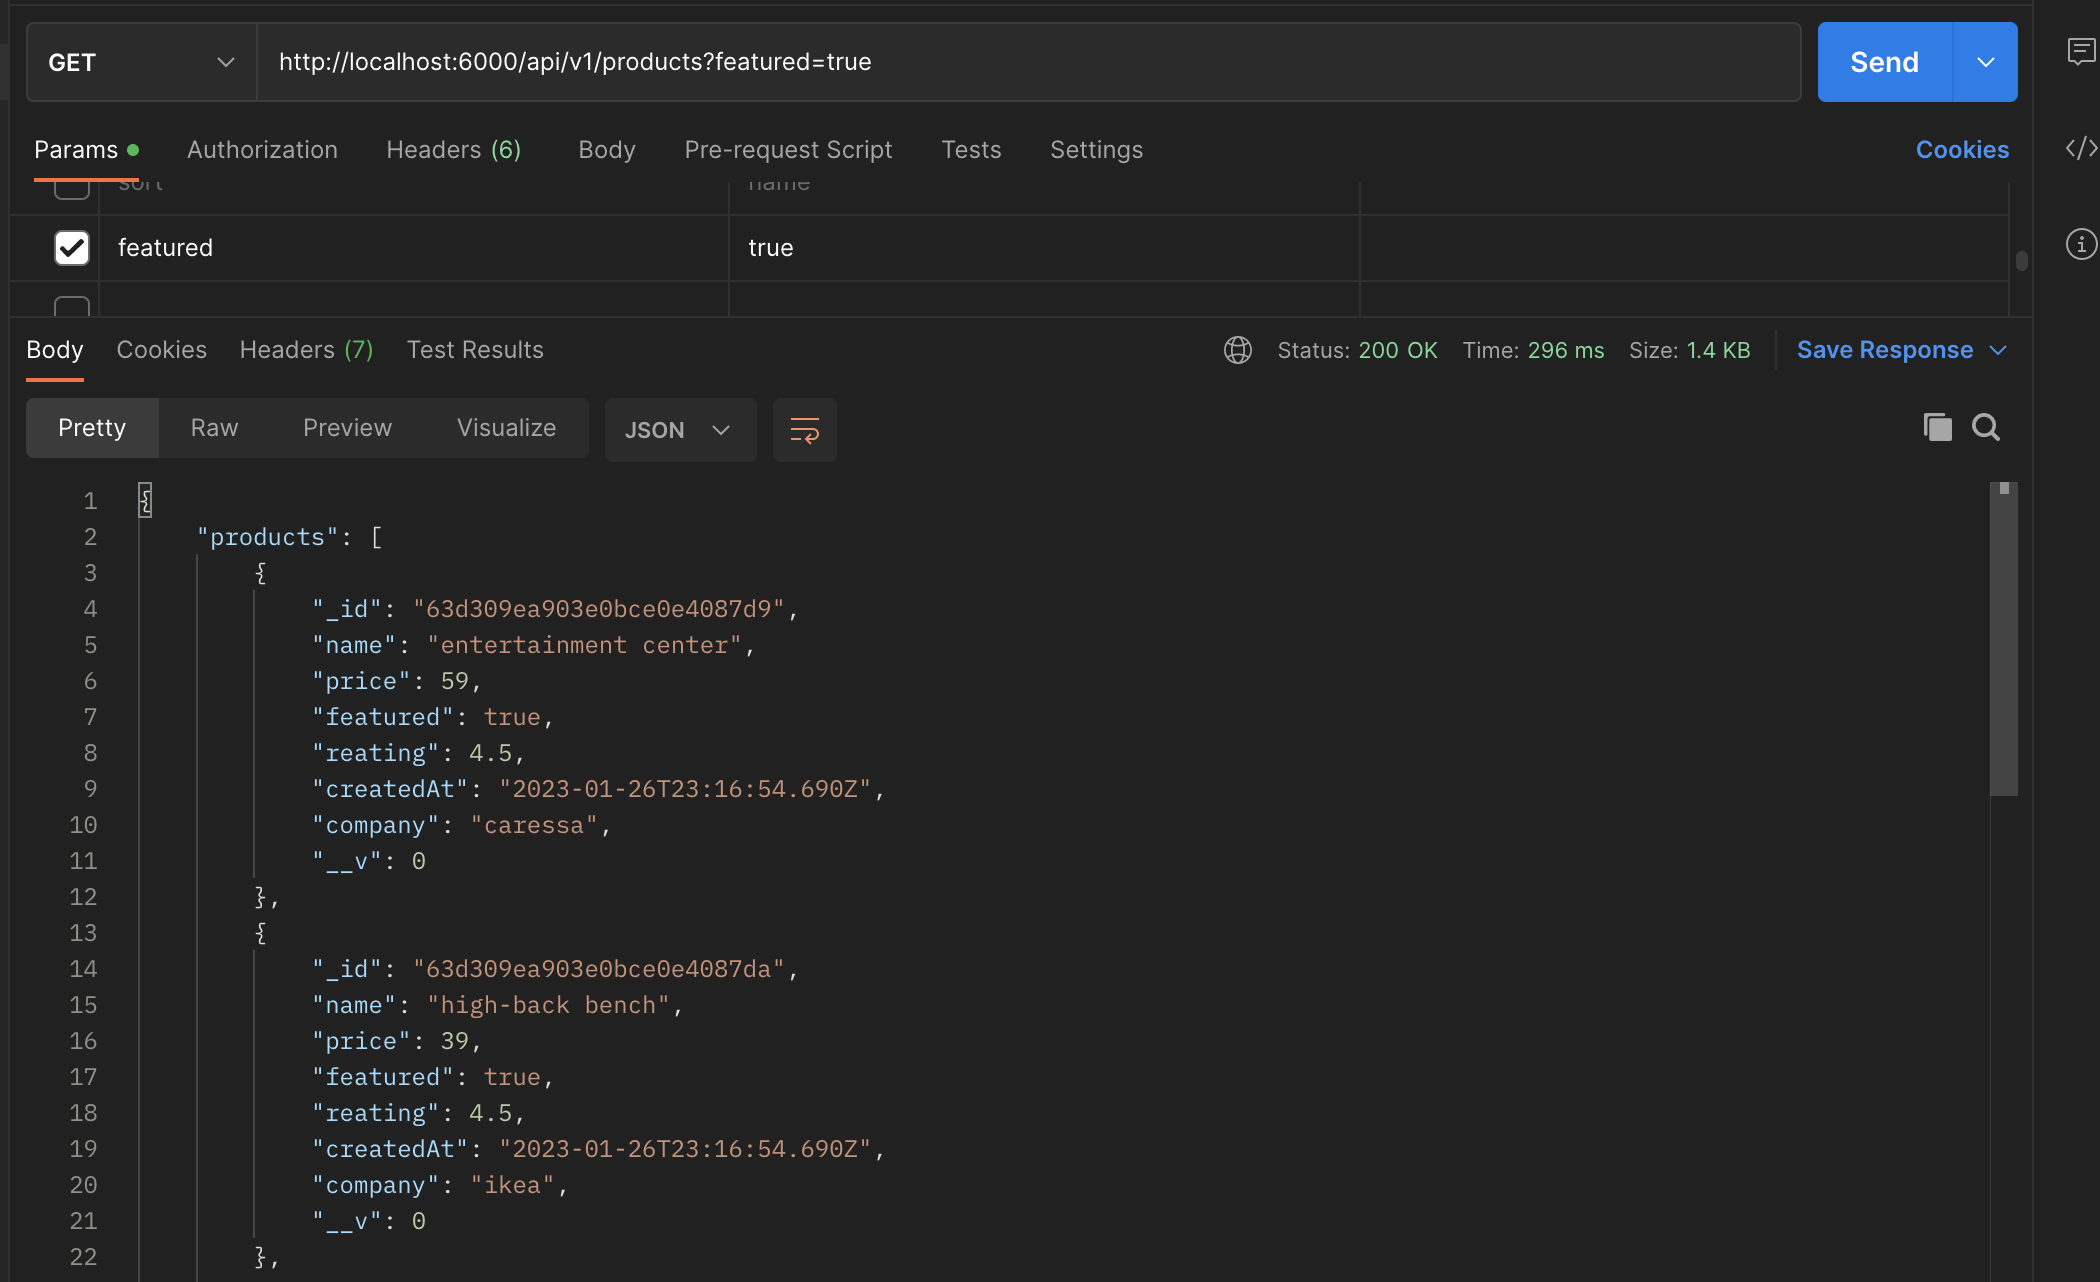 GET http://localhost:6000/api/v1/products?featured=true Send
Params Authorization Headers (6) Body Pre-request Script Tests Settings Cookies
sort name
featured true
Body Cookies Headers (7) Test Results Status: 200 OK Time: 296 ms Size: 1.4 KB Save Response
Pretty Raw Preview Visualize JSON
1 {
2 "products": [
3 {
4 "_id": "63d309ea903e0bce0e4087d9",
5 "name": "entertainment center",
6 "price": 59,
7 "featured": true,
8 "reating": 4.5,
9 "createdAt": "2023-01-26T23:16:54.690Z",
10 "company": "caressa",
11 "__v": 0
12 },
13 {
14 "_id": "63d309ea903e0bce0e4087da",
15 "name": "high-back bench",
16 "price": 39,
17 "featured": true,
18 "reating": 4.5,
19 "createdAt": "2023-01-26T23:16:54.690Z",
20 "company": "ikea",
21 "__v": 0
22 },